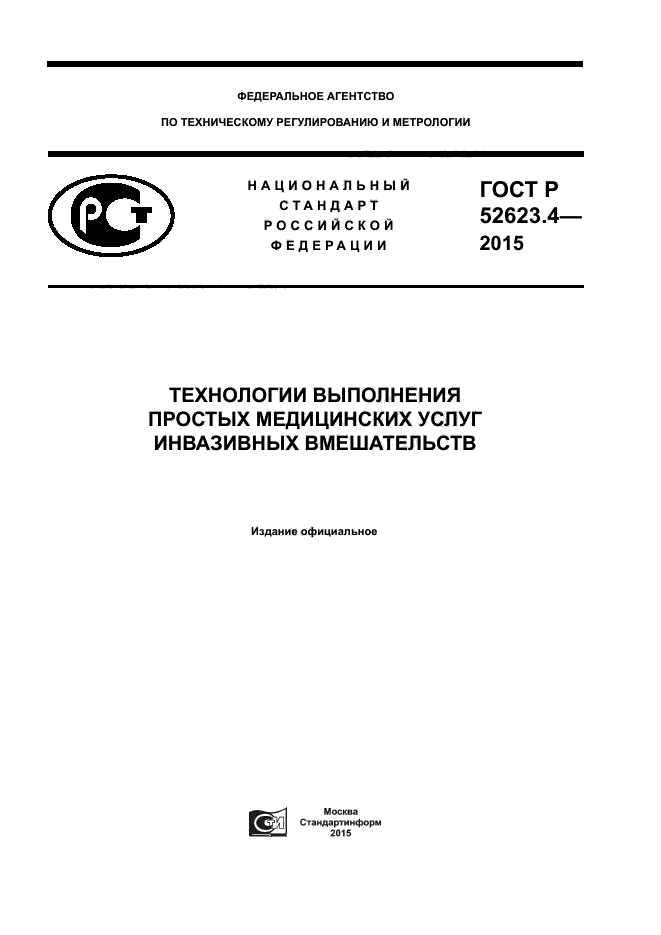 ФЕДЕРАЛЬНОЕ АГЕНТСТВО
ПО ТЕХНИЧЕСКОМУ РЕГУЛИРОВАНИЮ И МЕТРОЛОГИИ
РСТ
НАЦИОНАЛЬНЫЙ
СТАНДАРТ
РОССИЙСКОЙ
ФЕДЕРАЦИИ
ГОСТ Р
52623.4—
2015
ТЕХНОЛОГИИ ВЫПОЛНЕНИЯ
ПРОСТЫХ МЕДИЦИНСКИХ УСЛУГ
ИНВАЗИВНЫХ ВМЕШАТЕЛЬСТВ
Издание официальное
Москва
Стандартинформ
2015